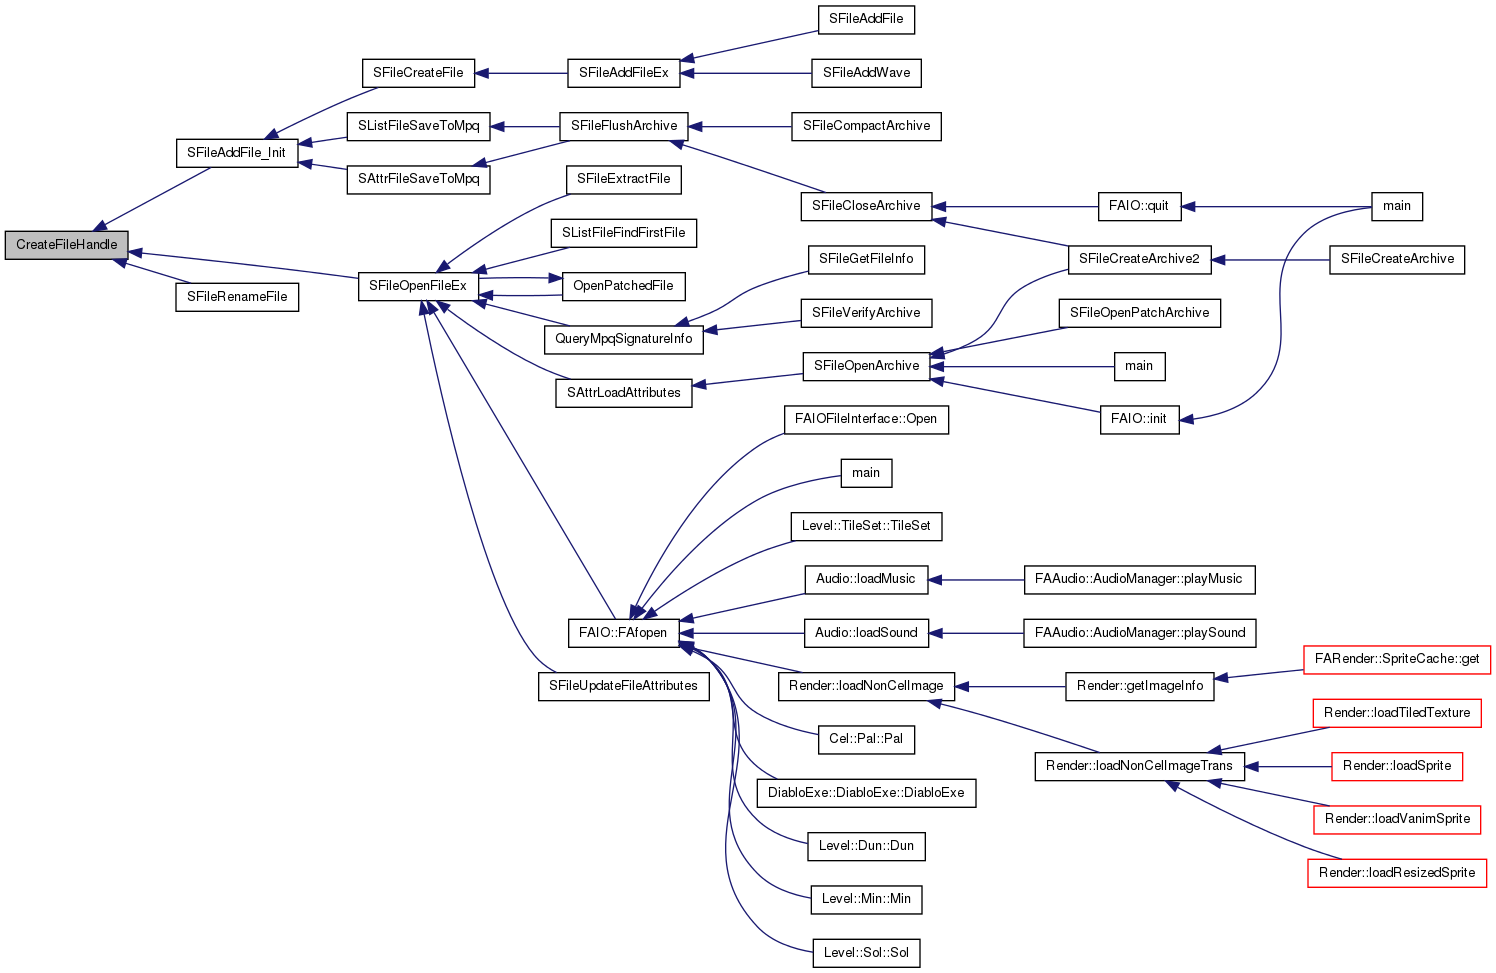 SFileAddFile
SFileCreateFile
SFileAddFileEx
SFileAddWave
SListFileSaveToMpq
SFileFlushArchive
SFileCompactArchive
SFileAddFile_Init
SAttrFileSaveToMpq
SFileExtractFile
SFileCloseArchive
FAIO::quit
main
CreateFileHandle
SListFileFindFirstFile
SFileGetFileInfo
SFileCreateArchive2
SFileCreateArchive
SFileRenameFile
SFileOpenFileEx
OpenPatchedFile
SFileVerifyArchive
SFileOpenPatchArchive
QueryMpqSignatureInfo
SFileOpenArchive
main
SAttrLoadAttributes
FAIOFileInterface::Open
FAIO::init
main
Level::TileSet::TileSet
Audio::loadMusic
FAAudio::AudioManager::playMusic
FAIO::FAfopen
Audio::loadSound
FAAudio::AudioManager::playSound
FARender::SpriteCache::get
SFileUpdateFileAttributes
Render::loadNonCelImage
Render::getImageInfo
Render::loadTiledTexture
Cel::Pal::Pal
Render::loadNonCelImageTrans
Render::loadSprite
DiabloExe::DiabloExe::DiabloExe
Render::loadVanimSprite
Level::Dun::Dun
Render::loadResizedSprite
Level::Min::Min
Level::Sol::Sol